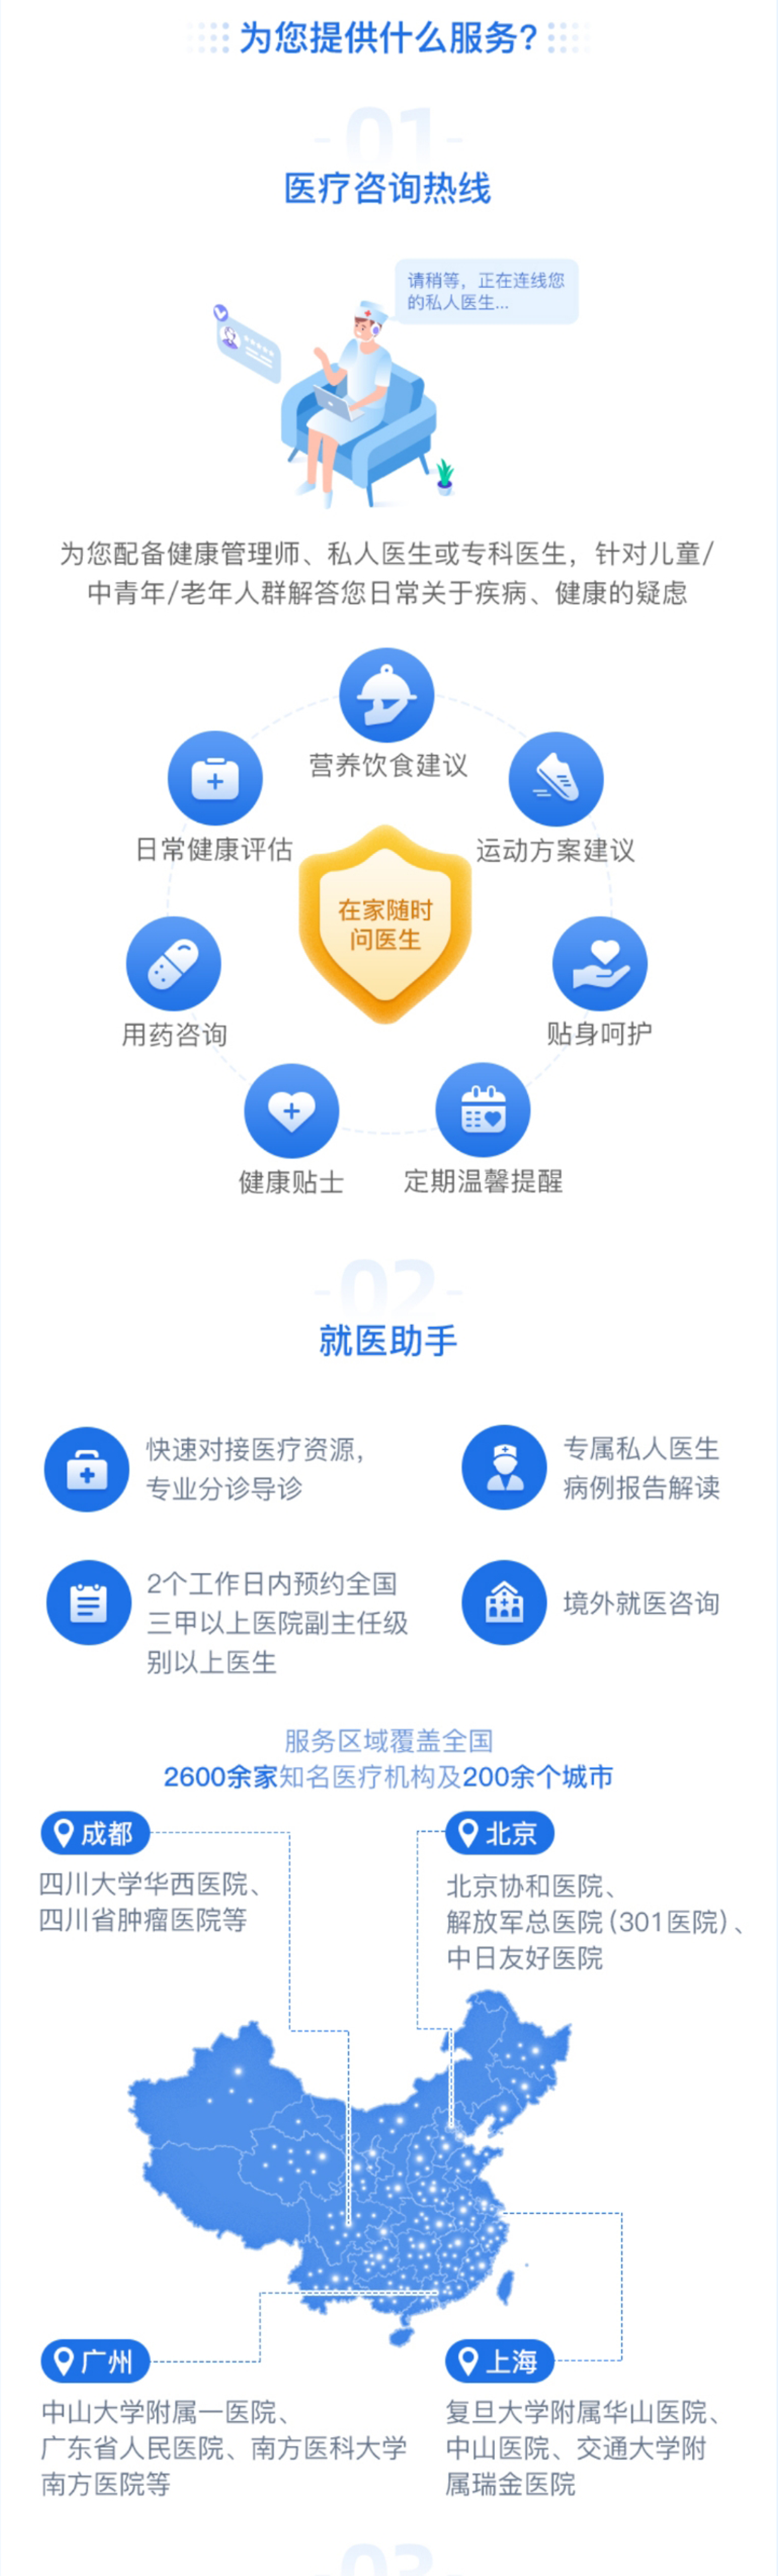 为您提供什么服务?
-01-
医疗咨询热线
请稍等，正在连线您
的私人医生...
为您配备健康管理师、私人医生或专科医生，针对儿童/
中青年/老年人群解答您日常关于疾病、健康的疑虑
营养饮食建议
日常健康评估
运动方案建议
在家随时
问医生
用药咨询
贴身呵护
健康贴士
定期温馨提醒
-02-
就医助手
快速对接医疗资源，
专业分诊导诊
专属私人医生
病例报告解读
2个工作日内预约全国
三甲以上医院副主任级
别以上医生
境外就医咨询
服务区域覆盖全国
2600余家知名医疗机构及200余个城市
成都
四川大学华西医院、
四川省肿瘤医院等
北京
北京协和医院、
解放军总医院(301医院)、
中日友好医院
广州
中山大学附属一医院、
广东省人民医院、南方医科大学
南方医院等
上海
复旦大学附属华山医院、
中山医院、交通大学附
属瑞金医院
-03-